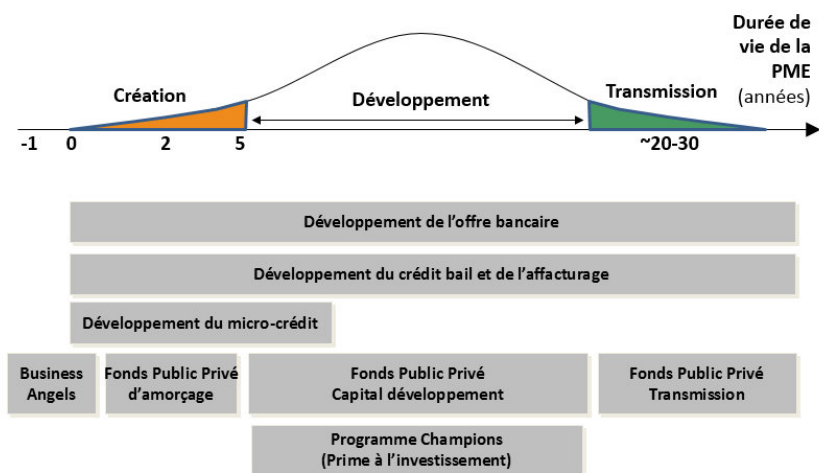 Durée de
vie de la
PME
(années)
Création
Développement
Transmission
-1 0 2 5 ~20-30
Développement de l'offre bancaire
Développement du crédit bail et de l'affacturage
Développement du micro-crédit
Business
Angels
Fonds Public Privé
d'amorçage
Fonds Public Privé
Capital développement
Fonds Public Privé
Transmission
Programme Champions
(Prime à l'investissement)